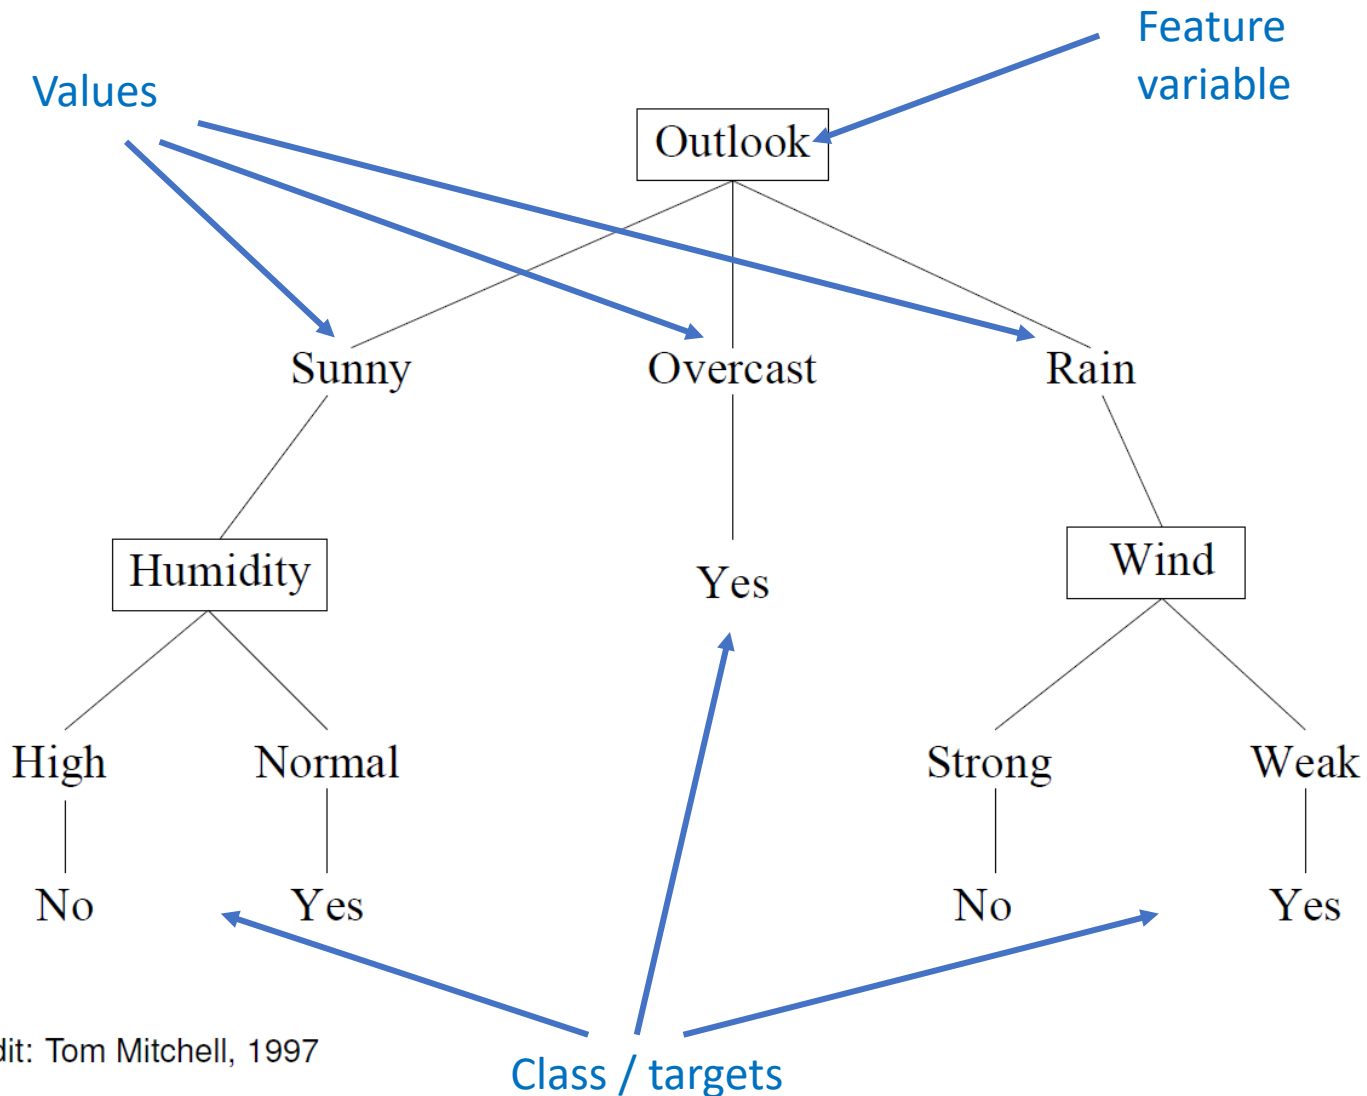 Feature
variable
Values
Outlook
Sunny Overcast Rain
Humidity Yes Wind
High Normal Strong Weak
No Yes No Yes
dit: Tom Mitchell, 1997
Class / targets